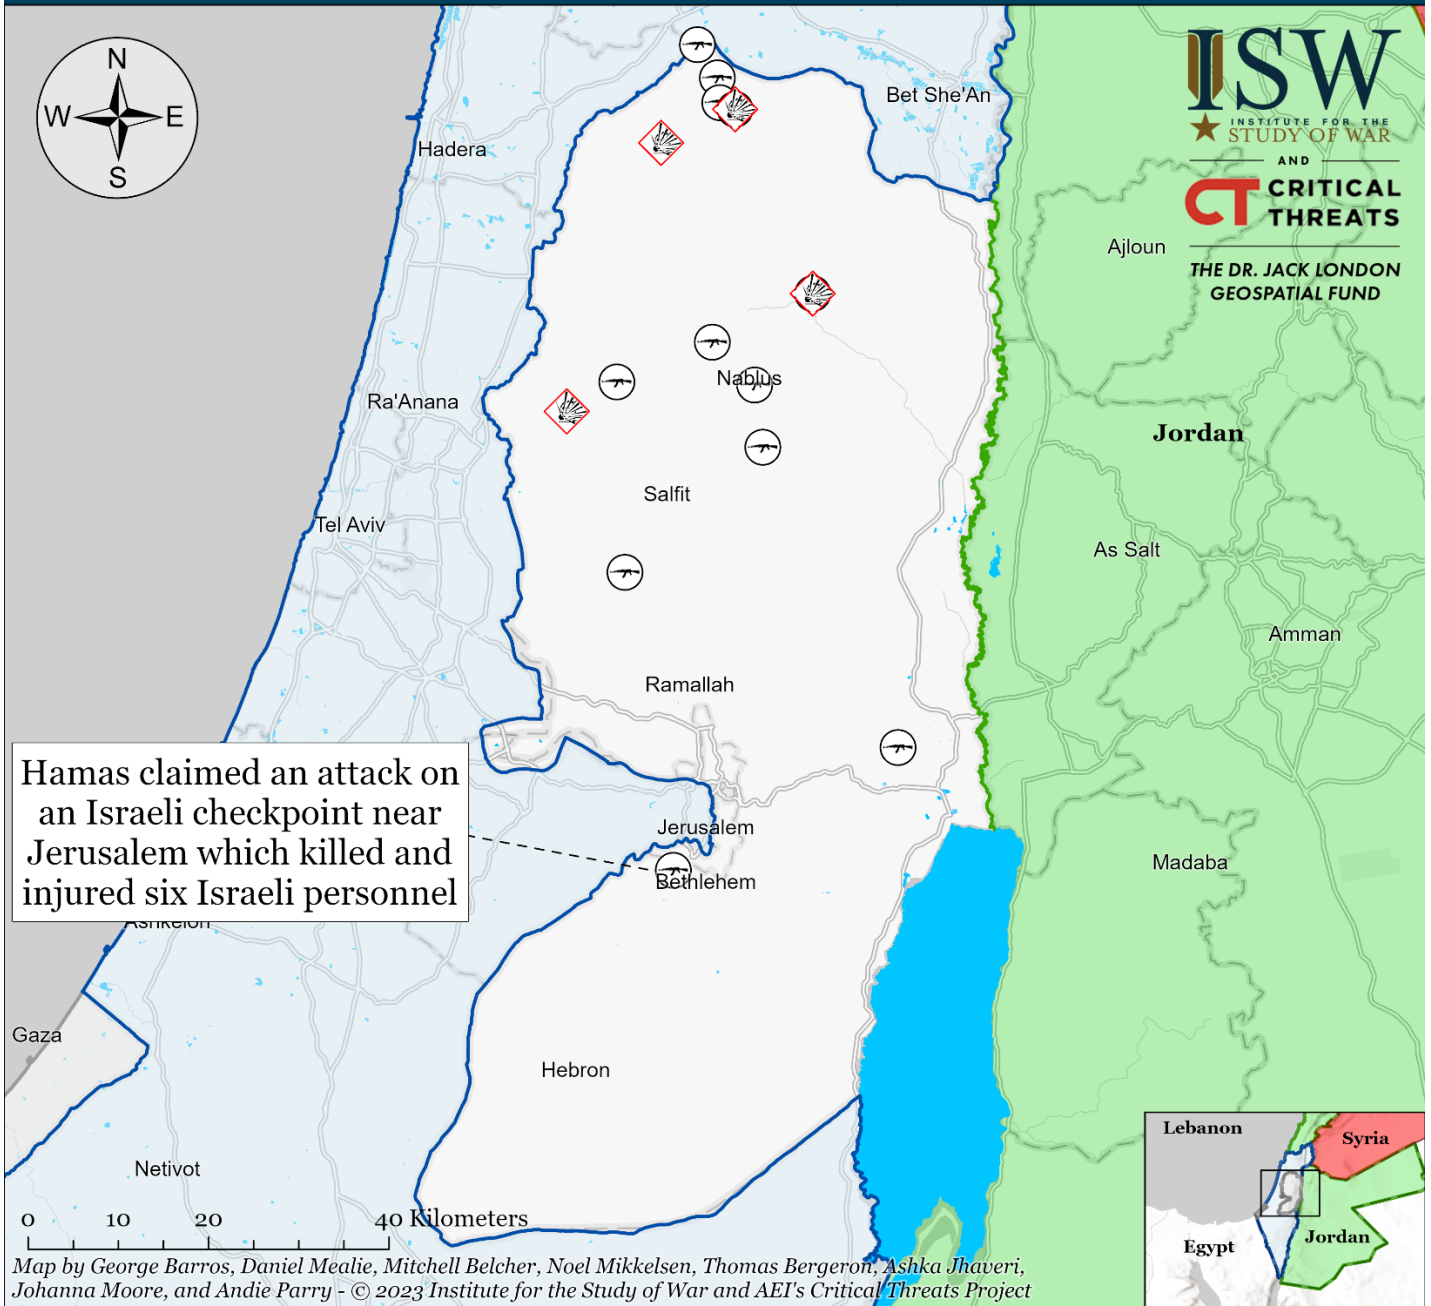 N
W
E
S
Hadera
Bet She'An
ISW
INSTITUTE FOR THE
STUDY OF WAR
AND
CT CRITICAL
THREATS
THE DR. JACK LONDON
GEOSPATIAL FUND
Ajloun
Ra'Anana
Nablus
Jordan
Salfit
Tel Aviv
As Salt
Amman
Ramallah
Hamas claimed an attack on
an Israeli checkpoint near
Jerusalem which killed and
injured six Israeli personnel
Jerusalem
Bethlehem
Madaba
Ashkelon
Gaza
Hebron
Netivot
0 10 20 40 Kilometers
Lebanon
Syria
Jordan
Egypt
Map by George Barros, Daniel Mealie, Mitchell Belcher, Noel Mikkelsen, Thomas Bergeron, Ashka Jhaveri,
Johanna Moore, and Andie Parry - © 2023 Institute for the Study of War and AEI's Critical Threats Project